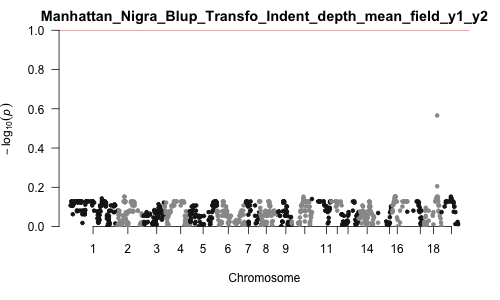 Manhattan_Nigra_Blup_Transfo_Indent_depth_mean_field_y1_y2
− log10(p)
1.0
0.8
0.6
0.4
0.2
0.0
1 2 3 4 5 6 7 8 9 11 14 16 18
Chromosome